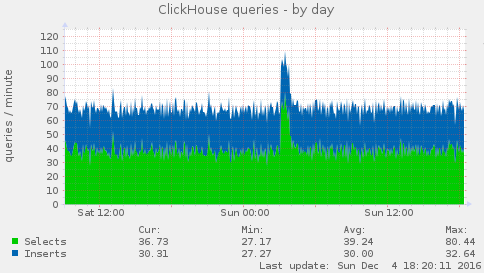 ClickHouse queries - by day
queries / minute
120
110
100
90
80
70
60
50
40
30
20
10
0
Sat 12:00 Sun 00:00 Sun 12:00
Cur: Min: Avg: Max:
Selects 36.73 27.17 39.24 80.44
Inserts 30.31 27.27 30.00 32.64
Last update: Sun Dec 4 18:20:11 2016